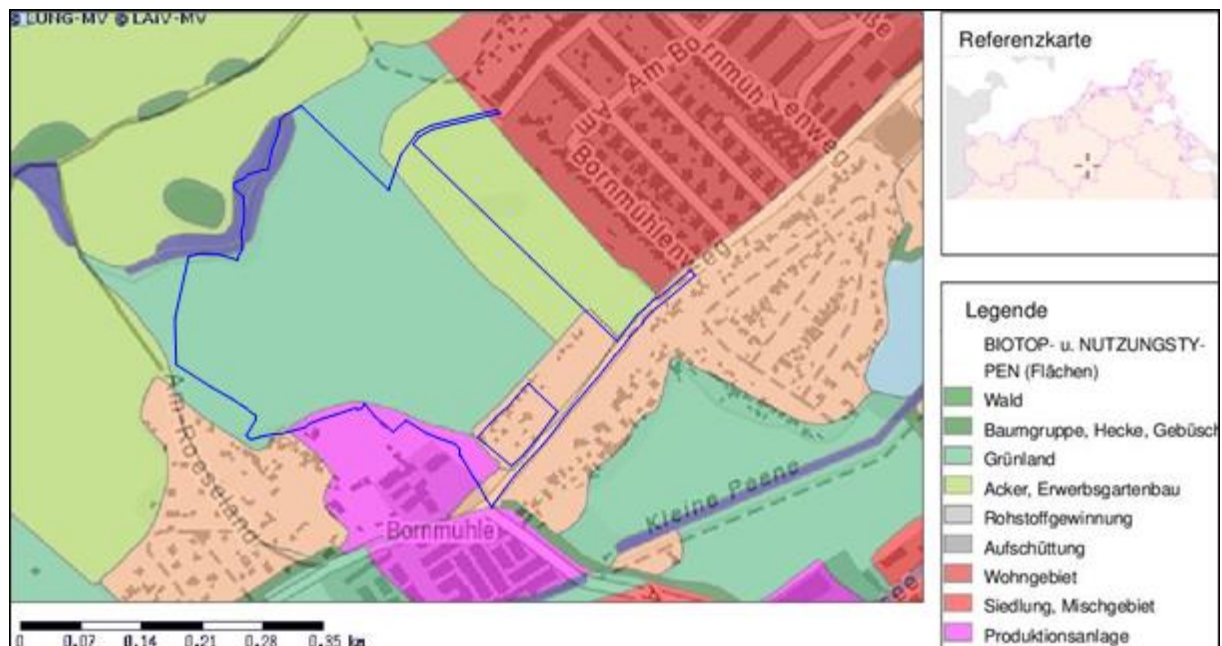 © LUNG-MV © LAiV-MV
Am Bornmühlenweg
Bornmühlenweg
Am Roeseland
Bornmühle
Kleine Peene
0 0.07 0.14 0.21 0.28 0.35 km
Referenzkarte
Legende
BIOTOP- u. NUTZUNGSTY-
PEN (Flächen)
Wald
Baumgruppe, Hecke, Gebüsch
Grünland
Acker, Erwerbsgartenbau
Rohstoffgewinnung
Aufschüttung
Wohngebiet
Siedlung, Mischgebiet
Produktionsanlage